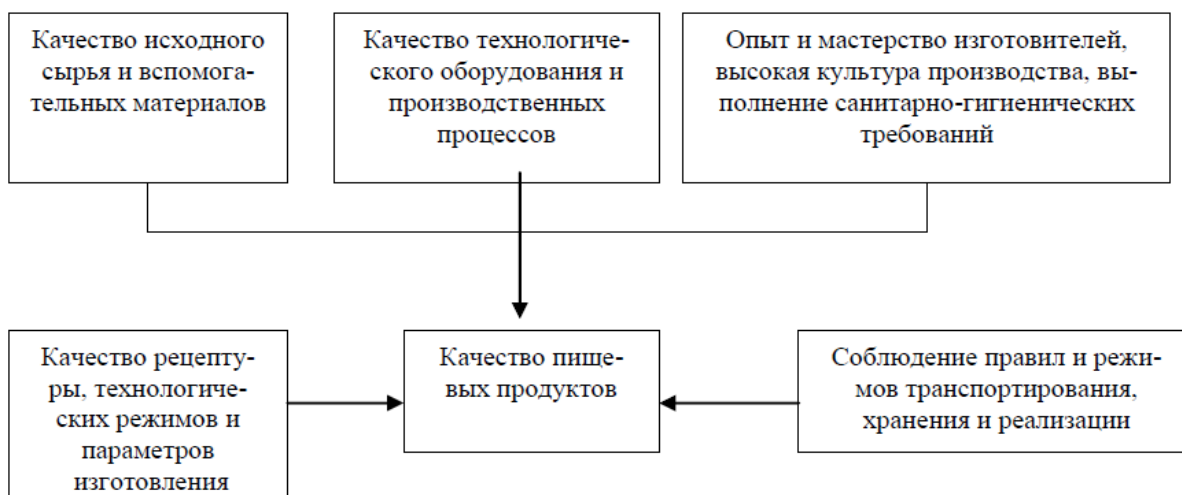 Качество исходного
сырья и вспомога-
тельных материалов
Качество технологиче-
ского оборудования и
производственных
процессов
Опыт и мастерство изготовителей,
высокая культура производства, вы-
полнение санитарно-гигиенических
требований
Качество рецепту-
ры, технологиче-
ских режимов и
параметров
изготовления
Качество пище-
вых продуктов
Соблюдение правил и режи-
мов транспортирования,
хранения и реализации